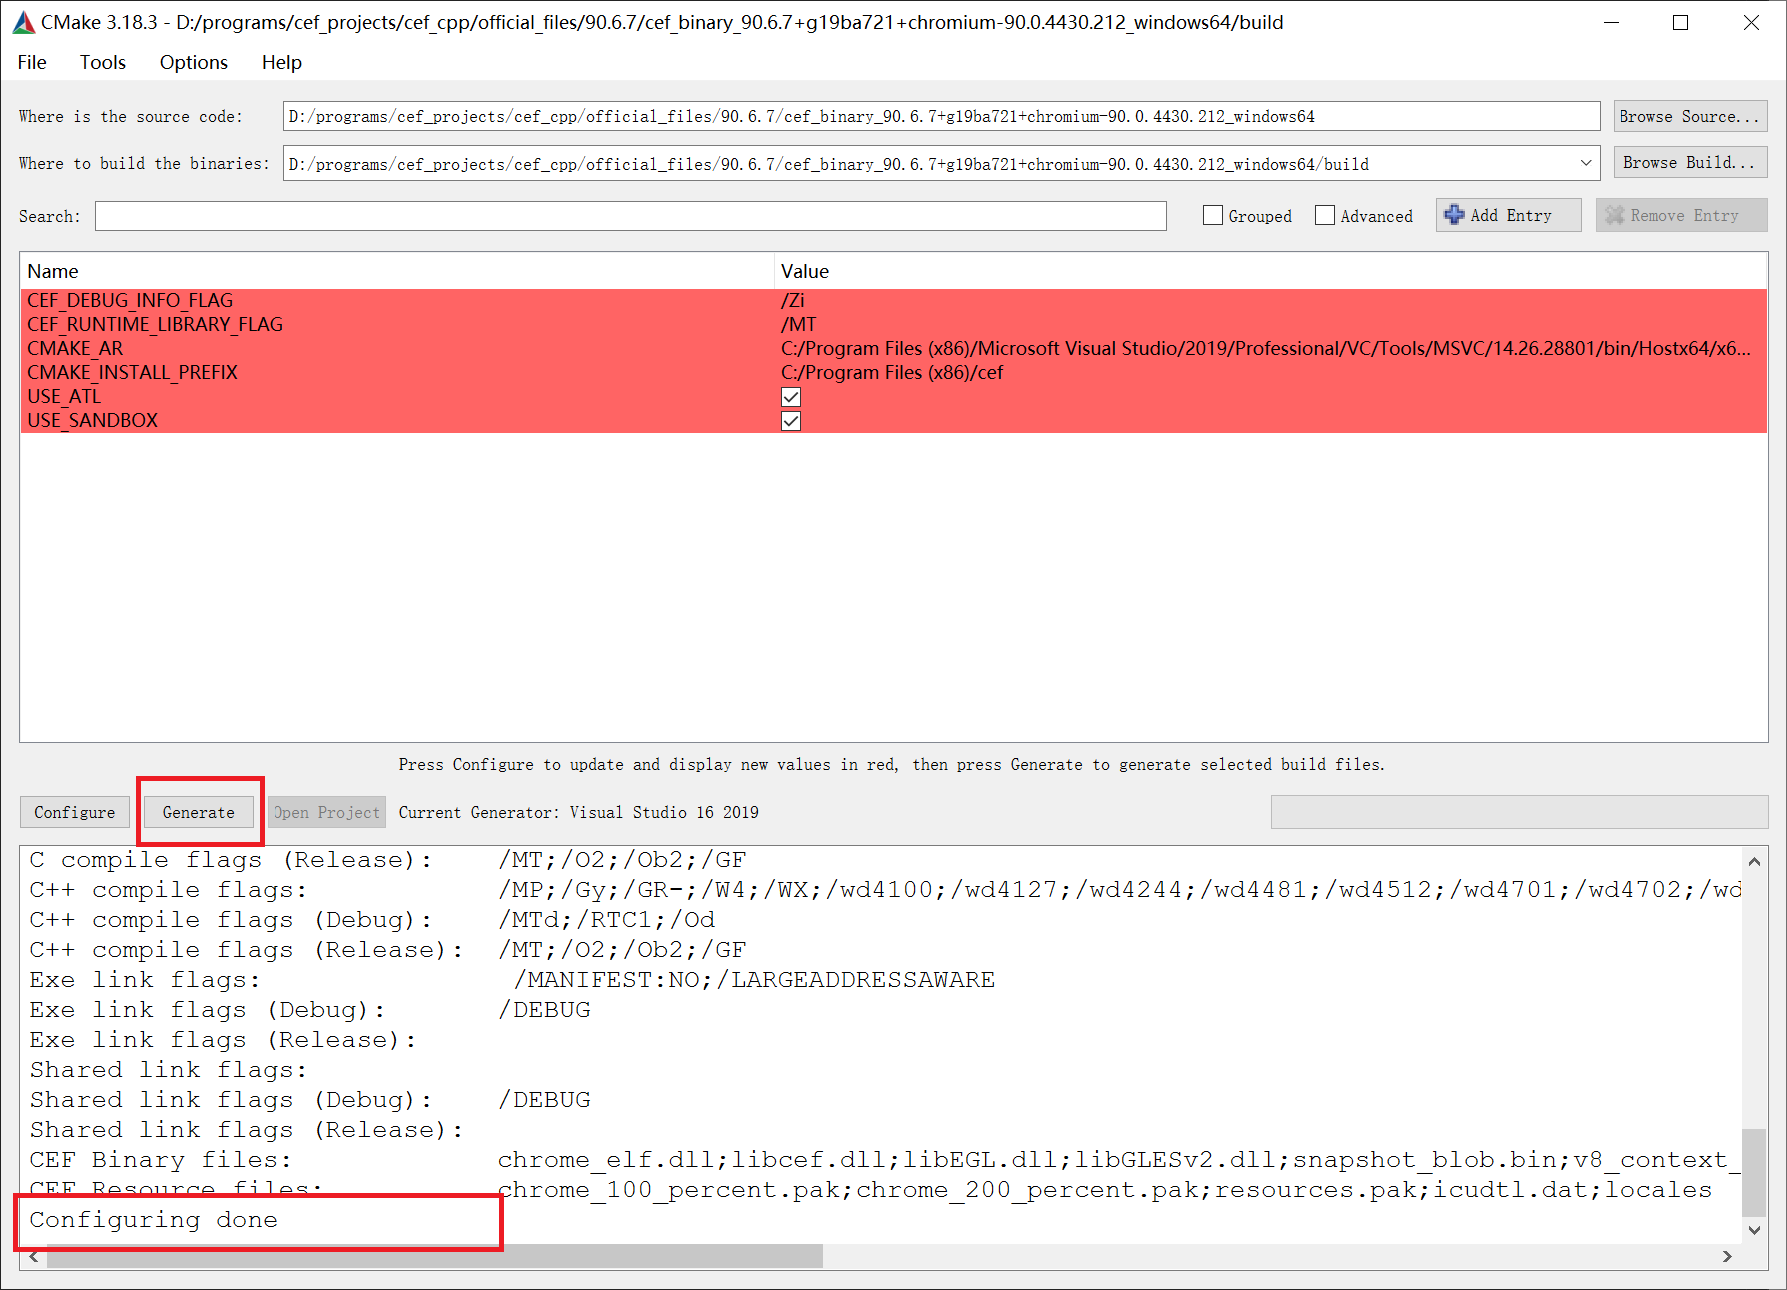 CMake 3.18.3 - D:/programs/cef_projects/cef_cpp/official_files/90.6.7/cef_binary_90.6.7+g19ba721+chromium-90.0.4430.212_windows64/build
File Tools Options Help
Where is the source code: D:/programs/cef_projects/cef_cpp/official_files/90.6.7/cef_binary_90.6.7+g19ba721+chromium-90.0.4430.212_windows64 Browse Source...
Where to build the binaries: D:/programs/cef_projects/cef_cpp/official_files/90.6.7/cef_binary_90.6.7+g19ba721+chromium-90.0.4430.212_windows64/build Browse Build...
Search: Grouped Advanced Add Entry Remove Entry
Name Value
CEF_DEBUG_INFO_FLAG /Zi
CEF_RUNTIME_LIBRARY_FLAG /MT
CMAKE_AR C:/Program Files (x86)/Microsoft Visual Studio/2019/Professional/VC/Tools/MSVC/14.26.28801/bin/Hostx64/x6...
CMAKE_INSTALL_PREFIX C:/Program Files (x86)/cef
USE_ATL
USE_SANDBOX
Press Configure to update and display new values in red, then press Generate to generate selected build files.
Configure Generate Open Project Current Generator: Visual Studio 16 2019
C compile flags (Release): /MT;/O2;/Ob2;/GF
C++ compile flags: /MP;/Gy;/GR-;/W4;/WX;/wd4100;/wd4127;/wd4244;/wd4481;/wd4512;/wd4701;/wd4702;/wd
C++ compile flags (Debug): /MTd;/RTC1;/Od
C++ compile flags (Release): /MT;/O2;/Ob2;/GF
Exe link flags: /MANIFEST:NO;/LARGEADDRESSAWARE
Exe link flags (Debug): /DEBUG
Exe link flags (Release):
Shared link flags:
Shared link flags (Debug): /DEBUG
Shared link flags (Release):
CEF Binary files: chrome_elf.dll;libcef.dll;libEGL.dll;libGLESv2.dll;snapshot_blob.bin;v8_context_
CEF Resource files: chrome_100_percent.pak;chrome_200_percent.pak;resources.pak;icudtl.dat;locales
Configuring done